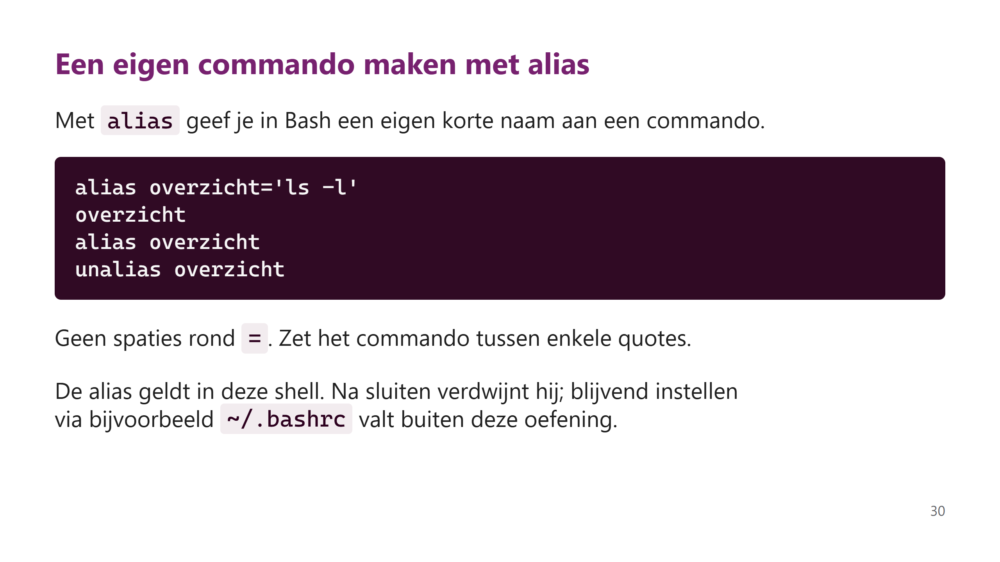 Een eigen commando maken met alias
Met alias geef je in Bash een eigen korte naam aan een commando.
alias overzicht='ls -l'
overzicht
alias overzicht
unalias overzicht
Geen spaties rond =. Zet het commando tussen enkele quotes.
De alias geldt in deze shell. Na sluiten verdwijnt hij; blijvend instellen
via bijvoorbeeld ~/.bashrc valt buiten deze oefening.
30